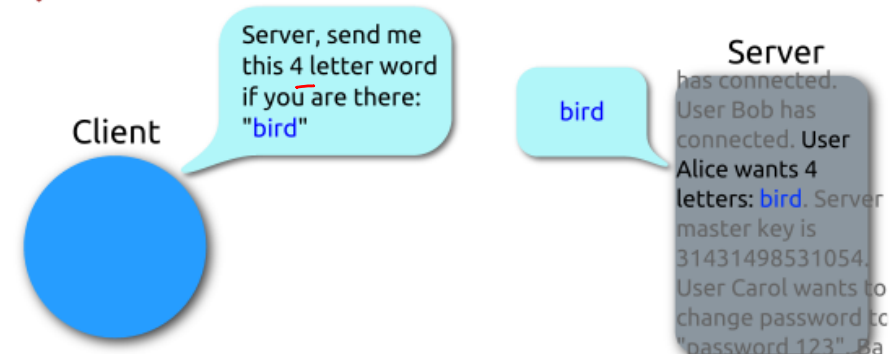 Server, send me
this 4 letter word
if you are there:
"bird"
Client
bird
Server
has connected.
User Bob has
connected. User
Alice wants 4
letters: bird. Server
master key is
31431498531054.
User Carol wants to
change password to
"password 123". Ba